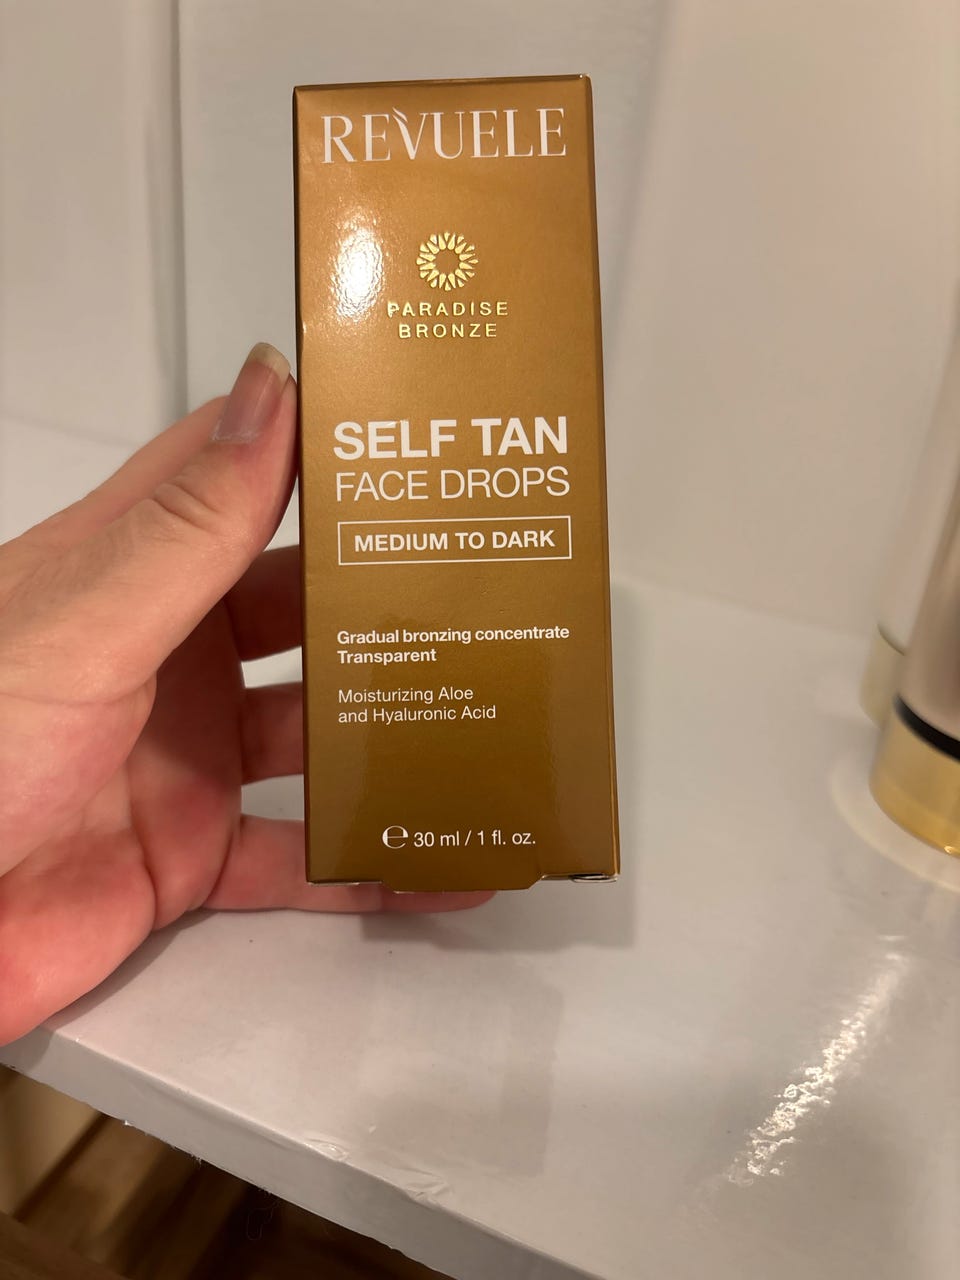 REVUELE
PARADISE
BRONZE
SELF TAN
FACE DROPS
MEDIUM TO DARK
Gradual bronzing concentrate
Transparent
Moisturizing Aloe
and Hyaluronic Acid
℮ 30 ml / 1 fl. oz.